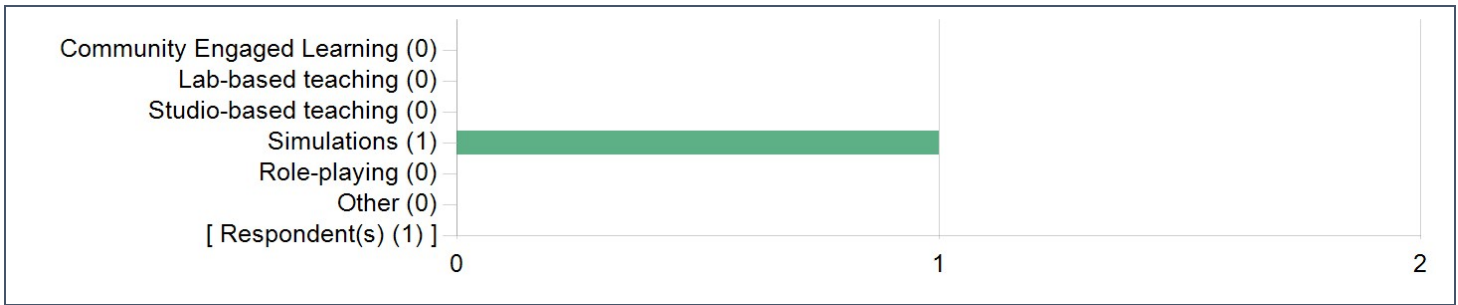 Community Engaged Learning (0)
Lab-based teaching (0)
Studio-based teaching (0)
Simulations (1)
Role-playing (0)
Other (0)
[ Respondent(s) (1) ]
0 1 2